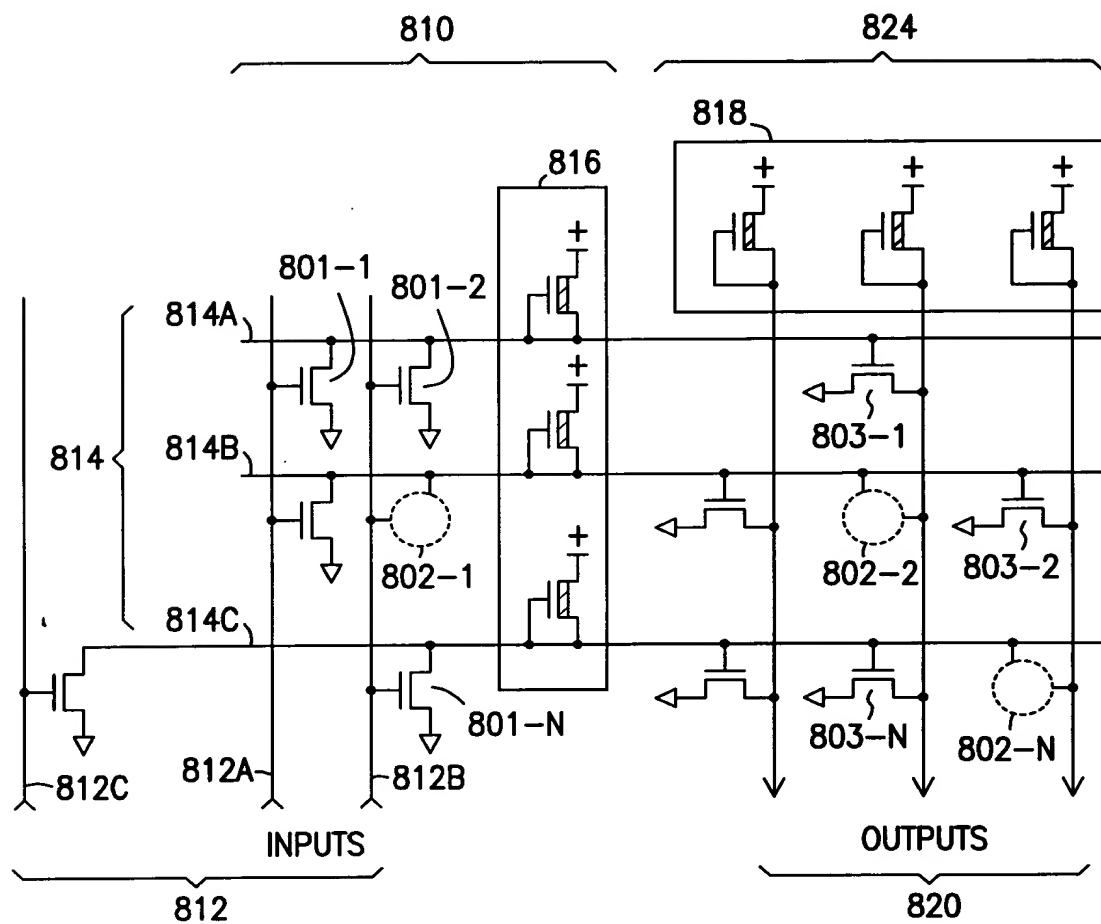 810
824
818
816
+
+
+
+
801-1
801-2
814A
+
803-1
814
814B
802-1
+
802-2
803-2
814C
801-N
803-N
802-N
812C
812A
812B
INPUTS
OUTPUTS
812
820